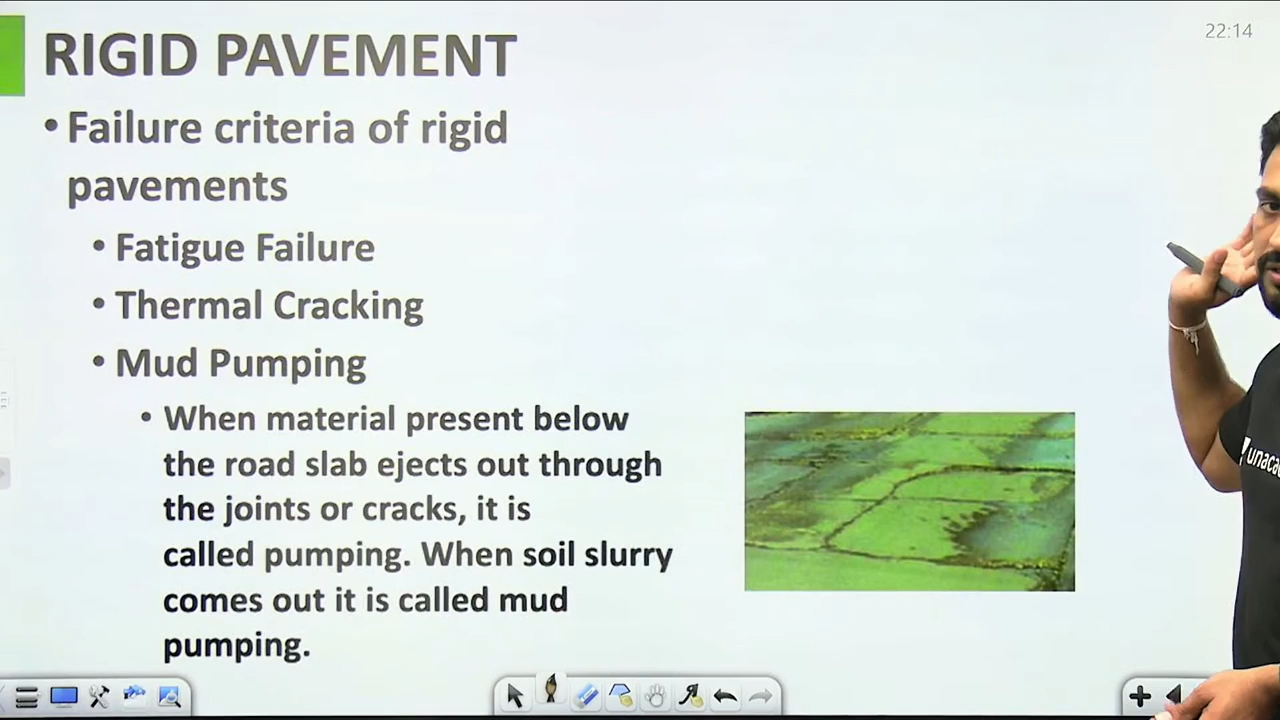 22:14
RIGID PAVEMENT
• Failure criteria of rigid
pavements
• Fatigue Failure
• Thermal Cracking
• Mud Pumping
• When material present below
the road slab ejects out through
the joints or cracks, it is
called pumping. When soil slurry
comes out it is called mud
pumping.
unaca